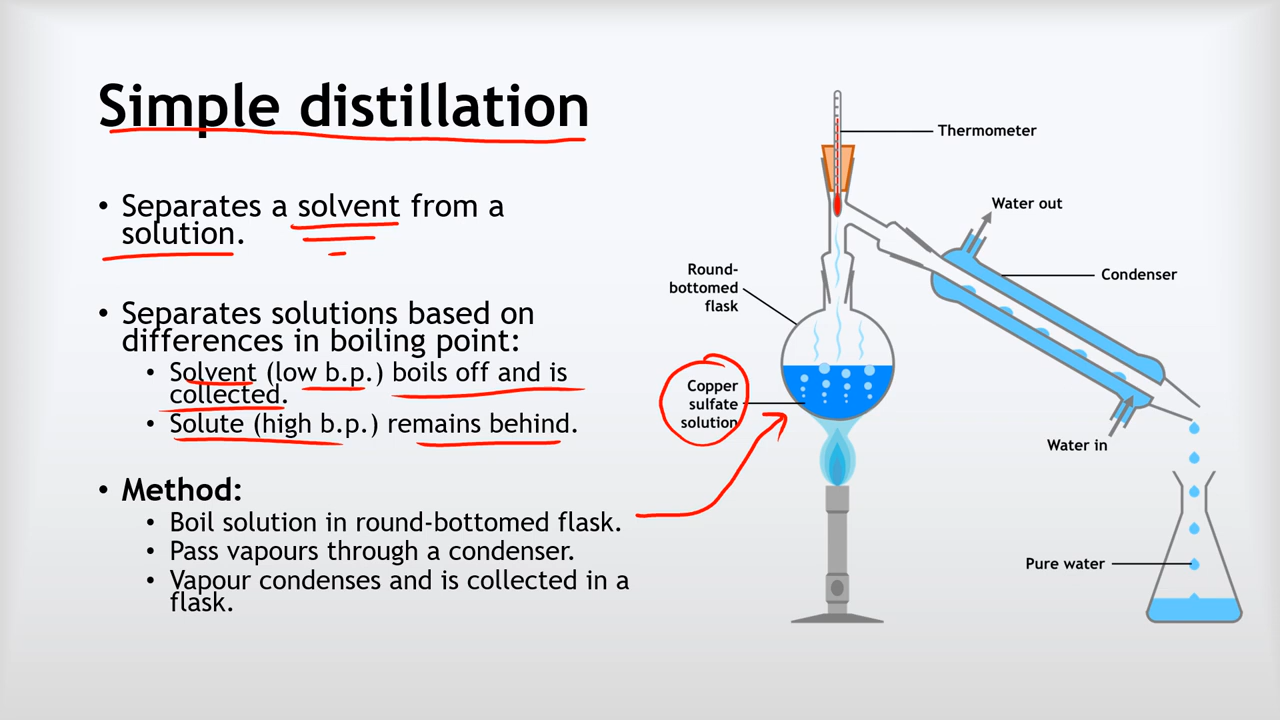 Simple distillation
• Separates a solvent from a
solution.
• Separates solutions based on
differences in boiling point:
• Solvent (low b.p.) boils off and is
collected.
• Solute (high b.p.) remains behind.
• Method:
• Boil solution in round-bottomed flask.
• Pass vapours through a condenser.
• Vapour condenses and is collected in a
flask.
Thermometer
Water out
Round-
bottomed
flask
Condenser
Copper
sulfate
solution
Water in
Pure water